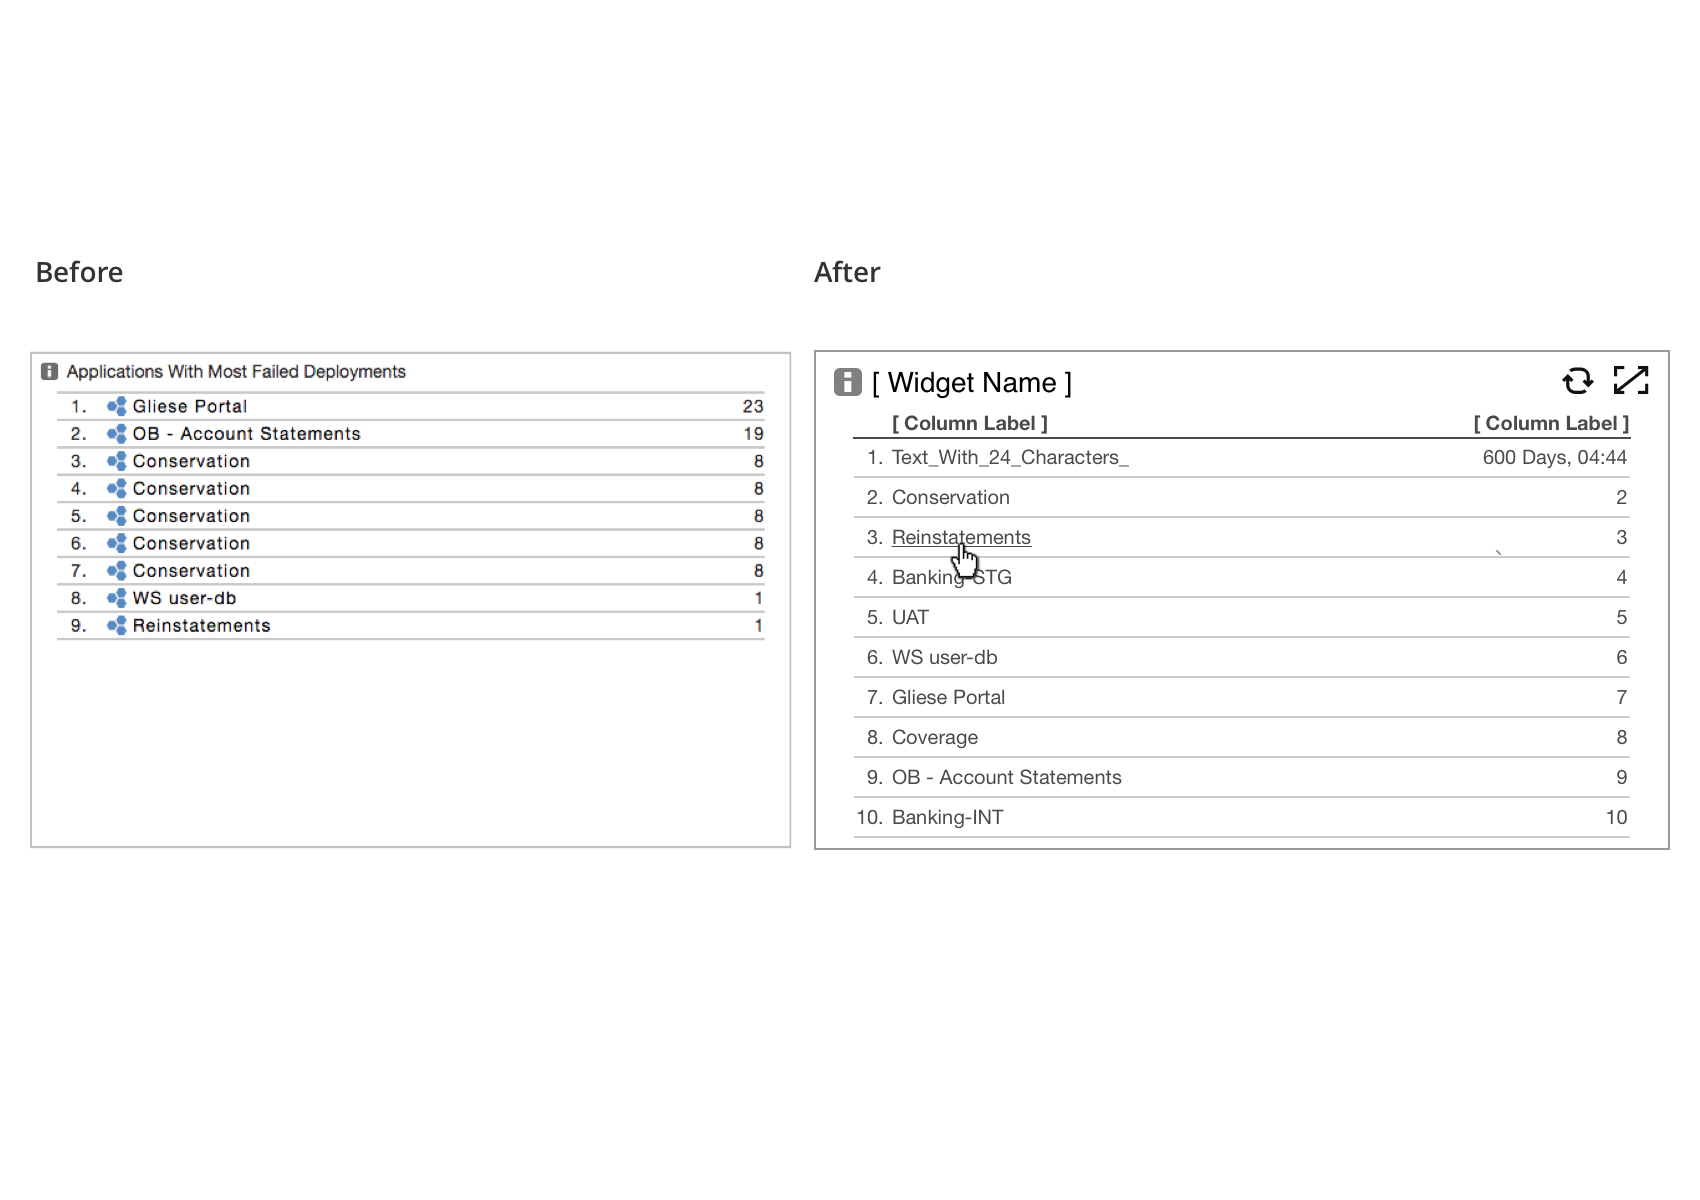 Before
Applications With Most Failed Deployments
1. Gliese Portal 23
2. OB - Account Statements 19
3. Conservation 8
4. Conservation 8
5. Conservation 8
6. Conservation 8
7. Conservation 8
8. WS user-db 1
9. Reinstatements 1
After
[ Widget Name ]
[ Column Label ] [ Column Label ]
1. Text_With_24_Characters_ 600 Days, 04:44
2. Conservation 2
3. Reinstatements 3
4. Banking-STG 4
5. UAT 5
6. WS user-db 6
7. Gliese Portal 7
8. Coverage 8
9. OB - Account Statements 9
10. Banking-INT 10